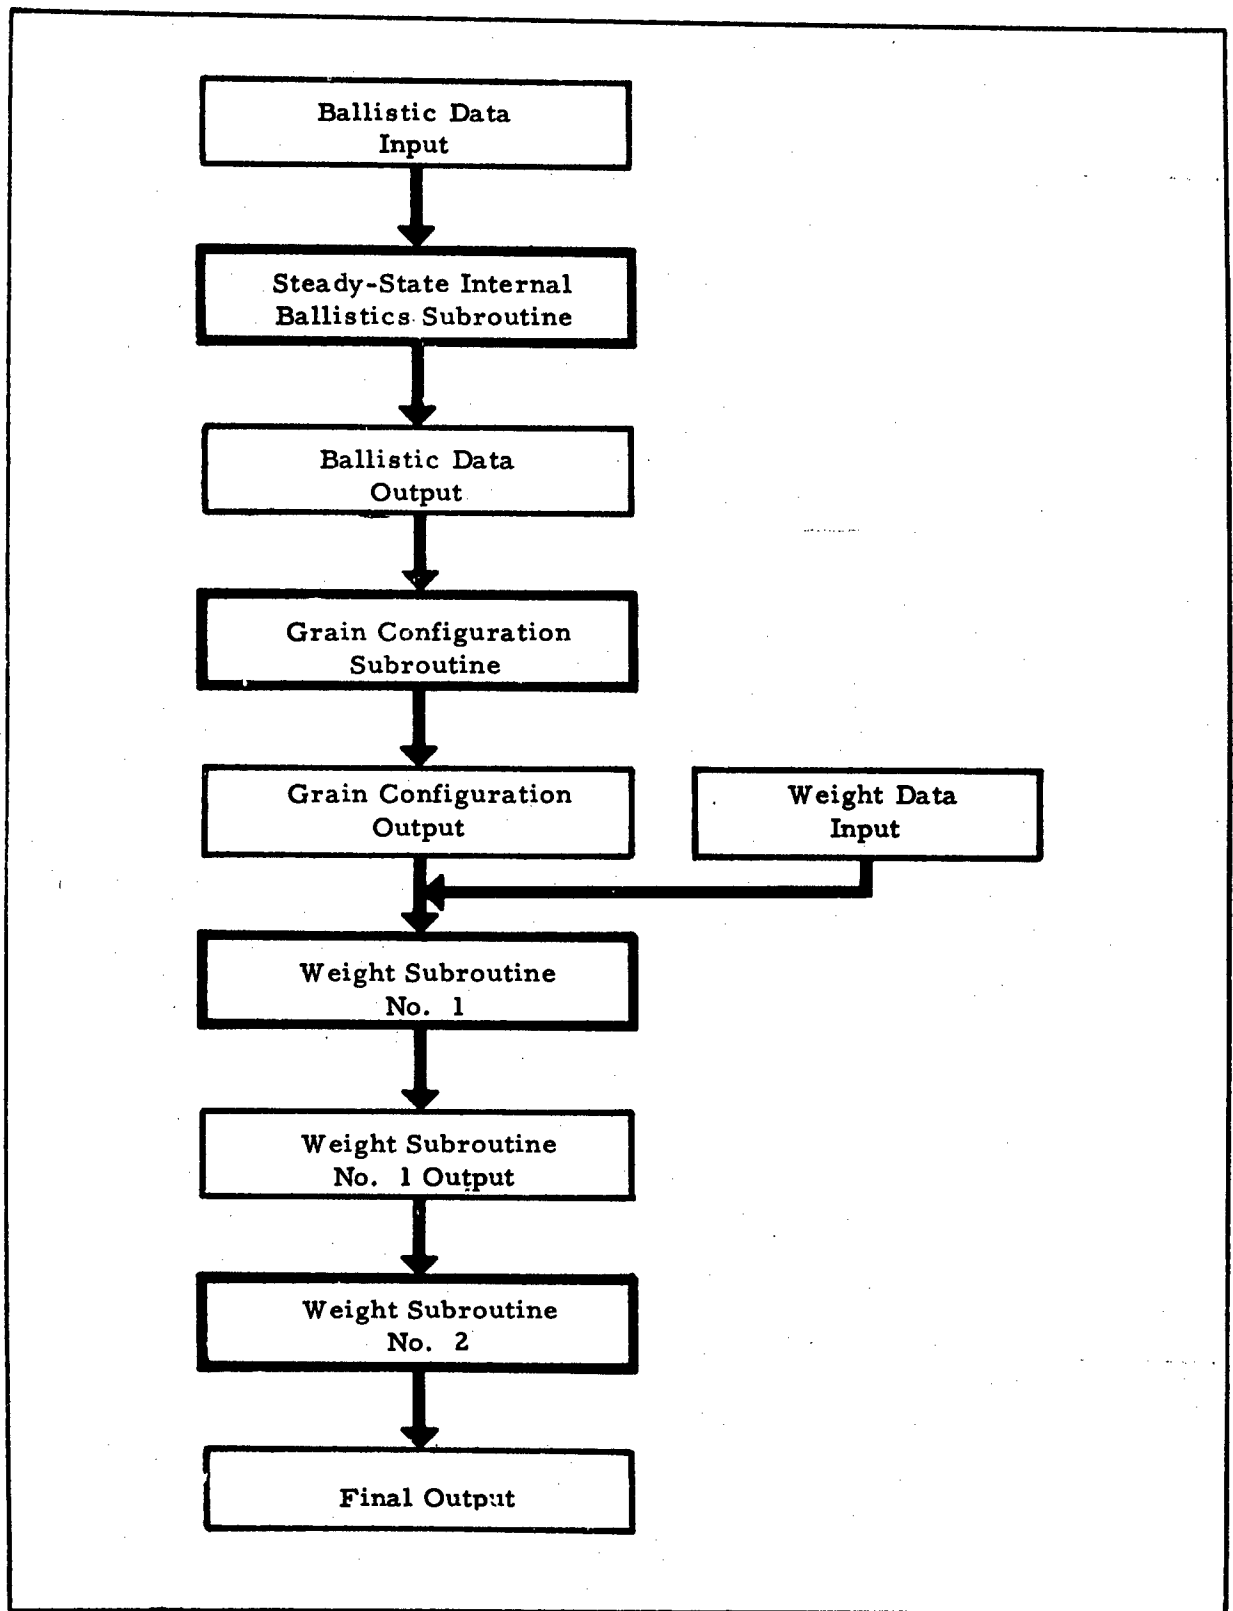 Ballistic Data
Input
Steady-State Internal
Ballistics Subroutine
Ballistic Data
Output
Grain Configuration
Subroutine
Grain Configuration
Output
Weight Data
Input
Weight Subroutine
No. 1
Weight Subroutine
No. 1 Output
Weight Subroutine
No. 2
Final Output